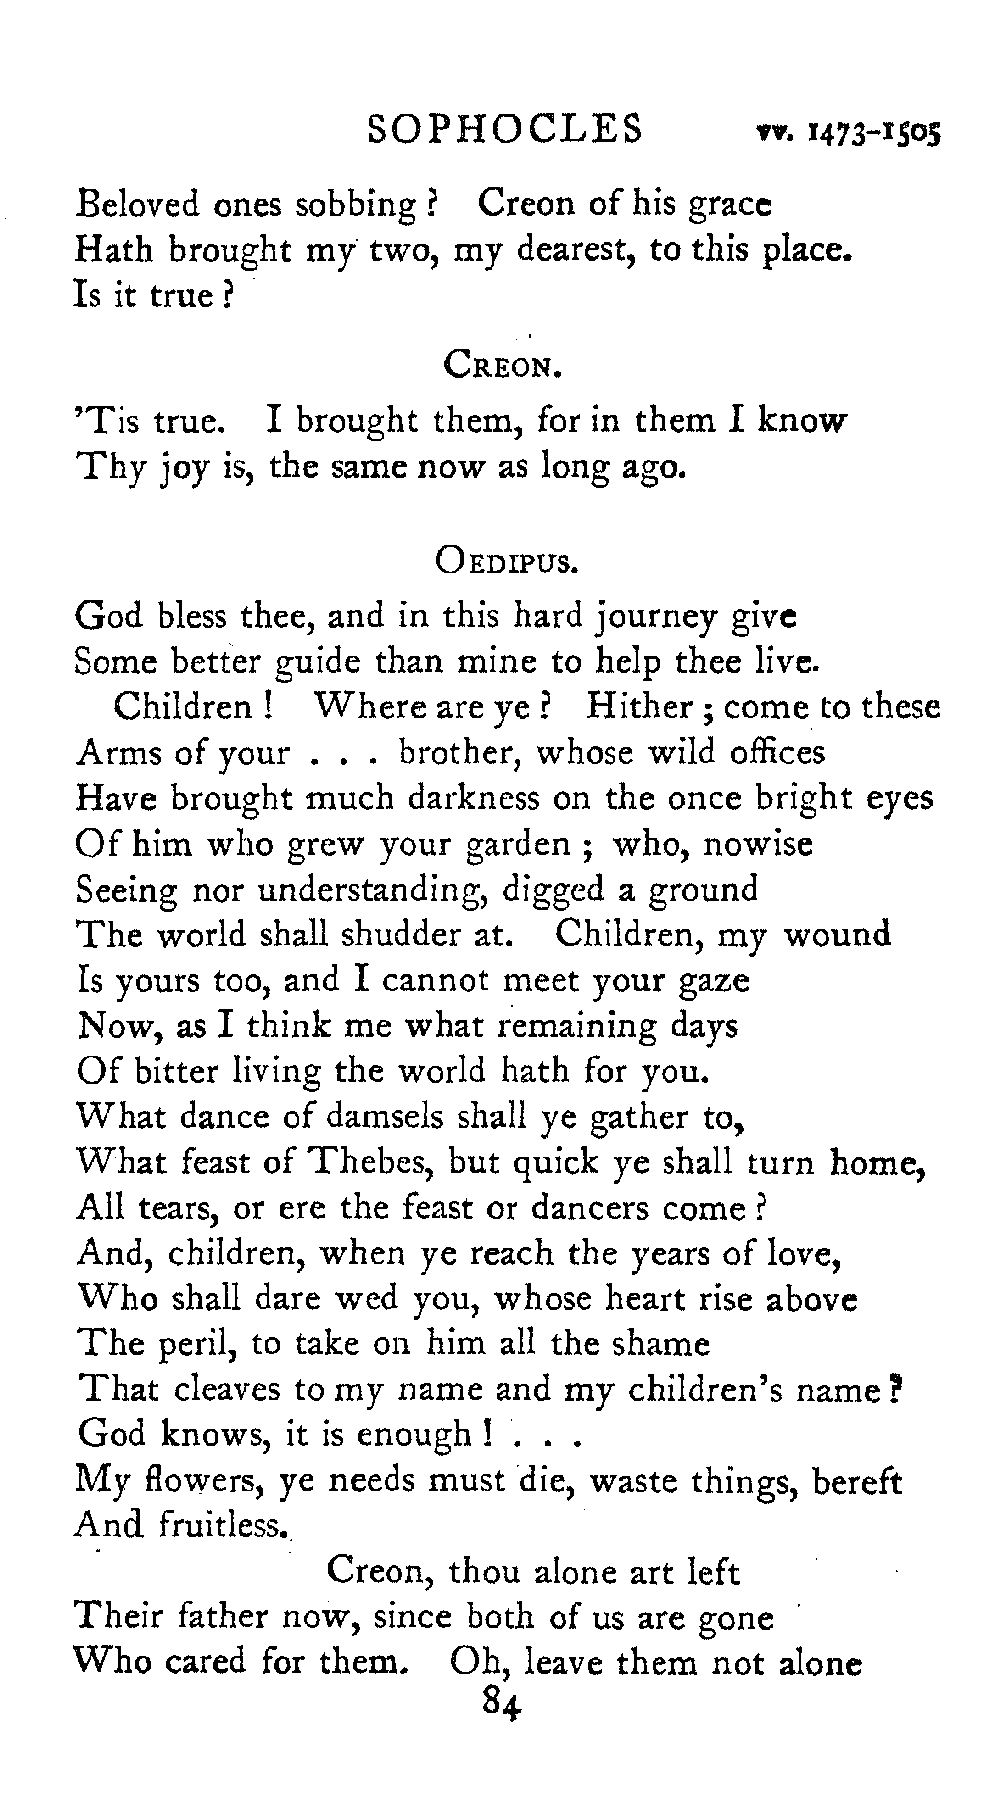 SOPHOCLES vv. 1473-1505
Beloved ones sobbing? Creon of his grace
Hath brought my two, my dearest, to this place.
Is it true?
CREON.
'Tis true. I brought them, for in them I know
Thy joy is, the same now as long ago.
OEDIPUS.
God bless thee, and in this hard journey give
Some better guide than mine to help thee live.
Children! Where are ye? Hither; come to these
Arms of your . . . brother, whose wild offices
Have brought much darkness on the once bright eyes
Of him who grew your garden; who, nowise
Seeing nor understanding, digged a ground
The world shall shudder at. Children, my wound
Is yours too, and I cannot meet your gaze
Now, as I think me what remaining days
Of bitter living the world hath for you.
What dance of damsels shall ye gather to,
What feast of Thebes, but quick ye shall turn home,
All tears, or ere the feast or dancers come?
And, children, when ye reach the years of love,
Who shall dare wed you, whose heart rise above
The peril, to take on him all the shame
That cleaves to my name and my children's name?
God knows, it is enough! . . .
My flowers, ye needs must die, waste things, bereft
And fruitless.
Creon, thou alone art left
Their father now, since both of us are gone
Who cared for them. Oh, leave them not alone
84